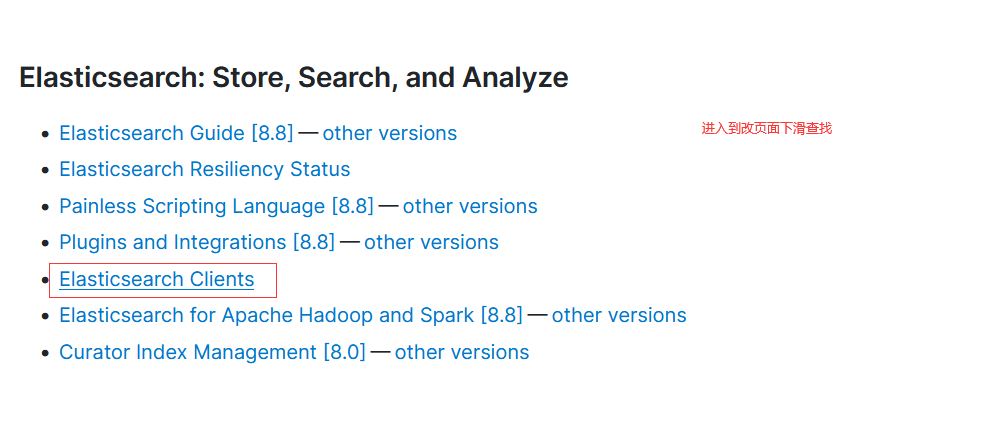 Elasticsearch: Store, Search, and Analyze
Elasticsearch Guide [8.8] — other versions
进入到改页面下滑查找
Elasticsearch Resiliency Status
Painless Scripting Language [8.8] — other versions
Plugins and Integrations [8.8] — other versions
Elasticsearch Clients
Elasticsearch for Apache Hadoop and Spark [8.8] — other versions
Curator Index Management [8.0] — other versions